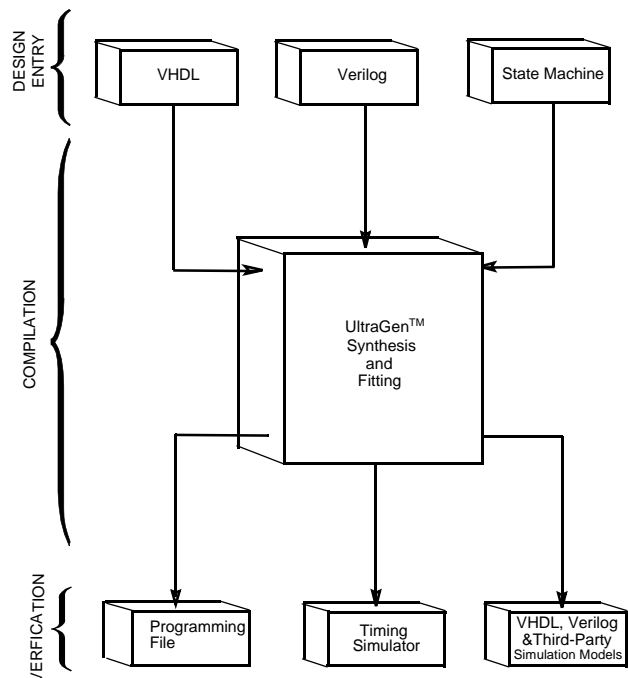 DESIGN
ENTRY
VHDL
Verilog
State Machine
COMPILATION
UltraGen™
Synthesis
and
Fitting
VERFICATION
Programming
File
Timing
Simulator
VHDL, Verilog
&Third-Party
Simulation Models